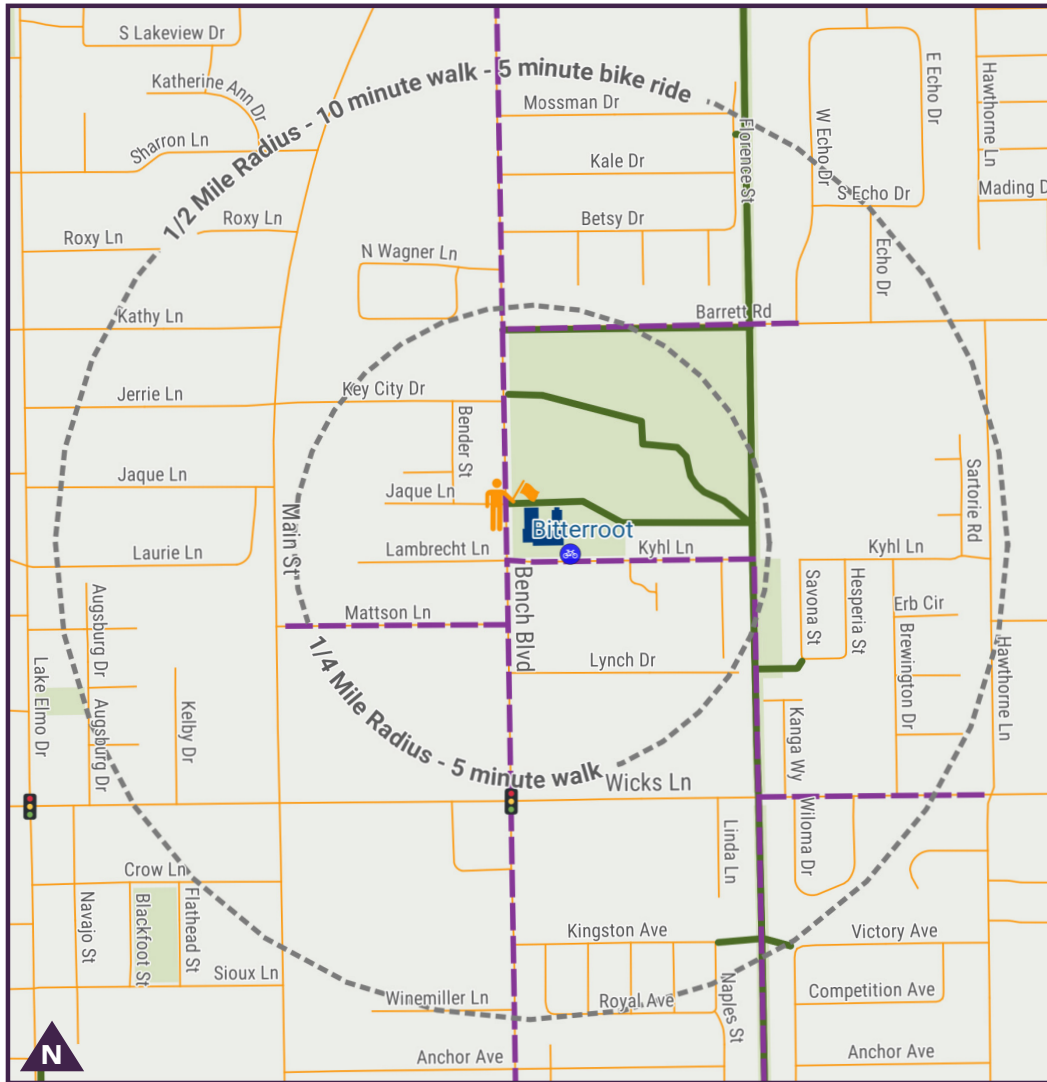 S Lakeview Dr
E Echo Dr
Hawthorne Ln
Katherine Ann Dr
1/2 Mile Radius - 10 minute walk - 5 minute bike ride
Mossman Dr
Florence St
W Echo Dr
Sharron Ln
Kale Dr
S Echo Dr
Mading D
Roxy Ln
Betsy Dr
Roxy Ln
N Wagner Ln
Echo Dr
Kathy Ln
Barrett Rd
Jerrie Ln
Key City Dr
Bender St
Jaque Ln
Jaque Ln
Sartorie Rd
Main St
Bitterroot
Laurie Ln
Lambrecht Ln
Kyhl Ln
Kyhl Ln
Augsburg Dr
Mattson Ln
Bench Blvd
Savona St
Hesperia St
Erb Cir
Brewington Dr
Lynch Dr
Hawthorne Ln
Lake Elmo Dr
Augsburg Dr
Kelby Dr
1/4 Mile Radius - 5 minute walk
Kanga Wy
Wicks Ln
Linda Ln
Wiloma Dr
Crow Ln
Navajo St
Blackfoot St
Flathead St
Kingston Ave
Victory Ave
Sioux Ln
Winemiller Ln
Royal Ave
Naples St
Competition Ave
N
Anchor Ave
Anchor Ave